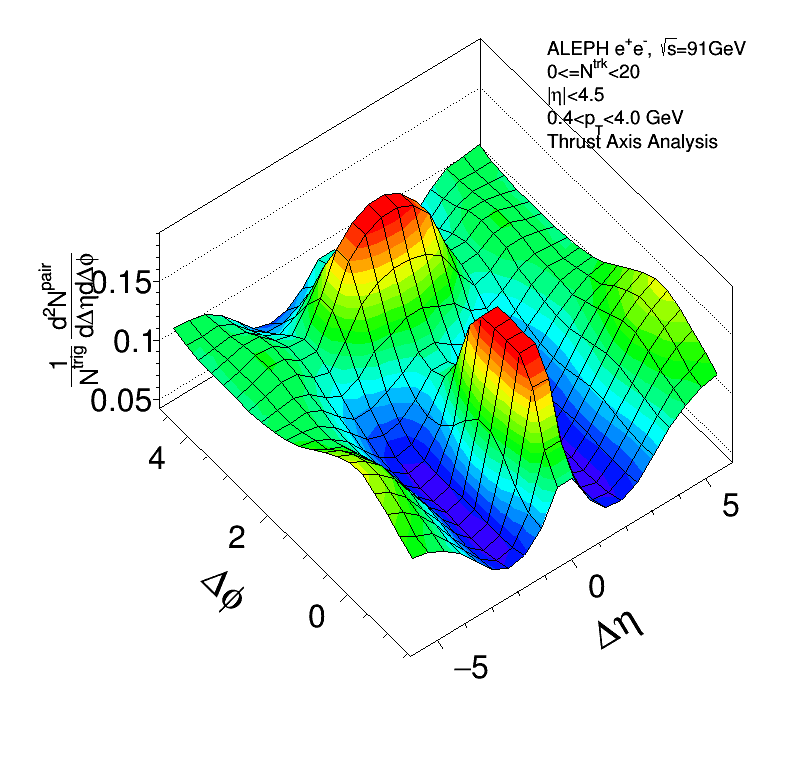 ALEPH e⁺e⁻, √s=91GeV
0<=N^trk<20
|η|<4.5
0.4<p_T<4.0 GeV
Thrust Axis Analysis
1/N^trig d²N^pair/dΔηdΔϕ
0.15
0.1
0.05
4
2
0
Δϕ
−5
0
5
Δη